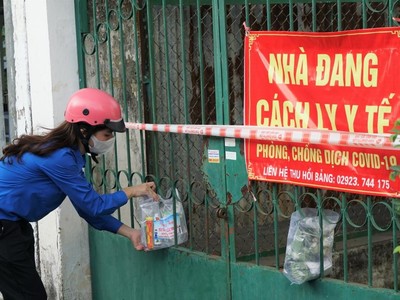 NHÀ ĐANG
CÁCH LY Y TẾ
PHÒNG, CHỐNG DỊCH COVID-19
LIÊN HỆ THU HỒI BẢNG: 02923. 744 175